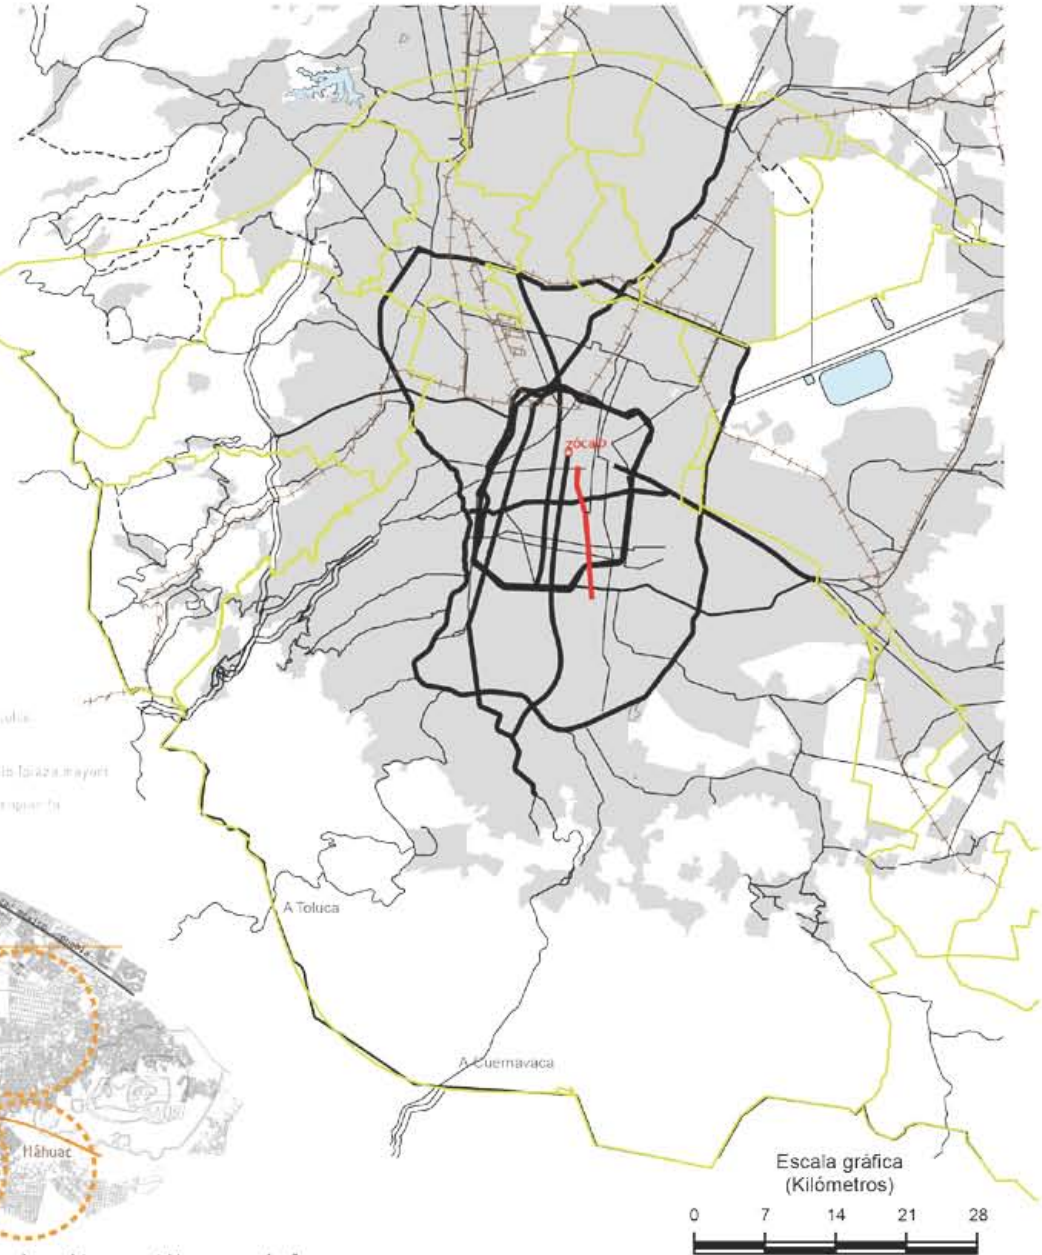 zócalo
A Toluca
A Cuernavaca
Háhuac
Escala gráfica
(Kilómetros)
0 7 14 21 28